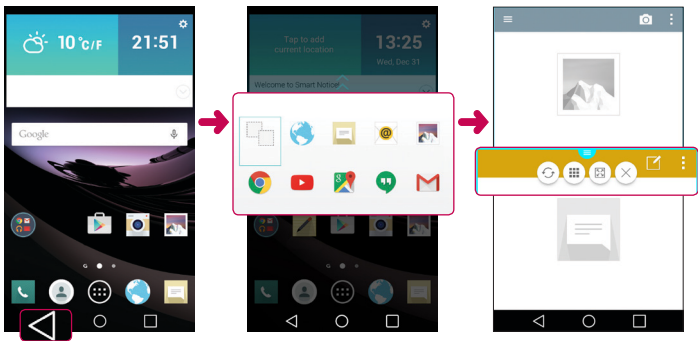 10°C/F
21:51
Google
Tap to add
current location
13:25
Wed, Dec 31
Welcome to Smart Notice!